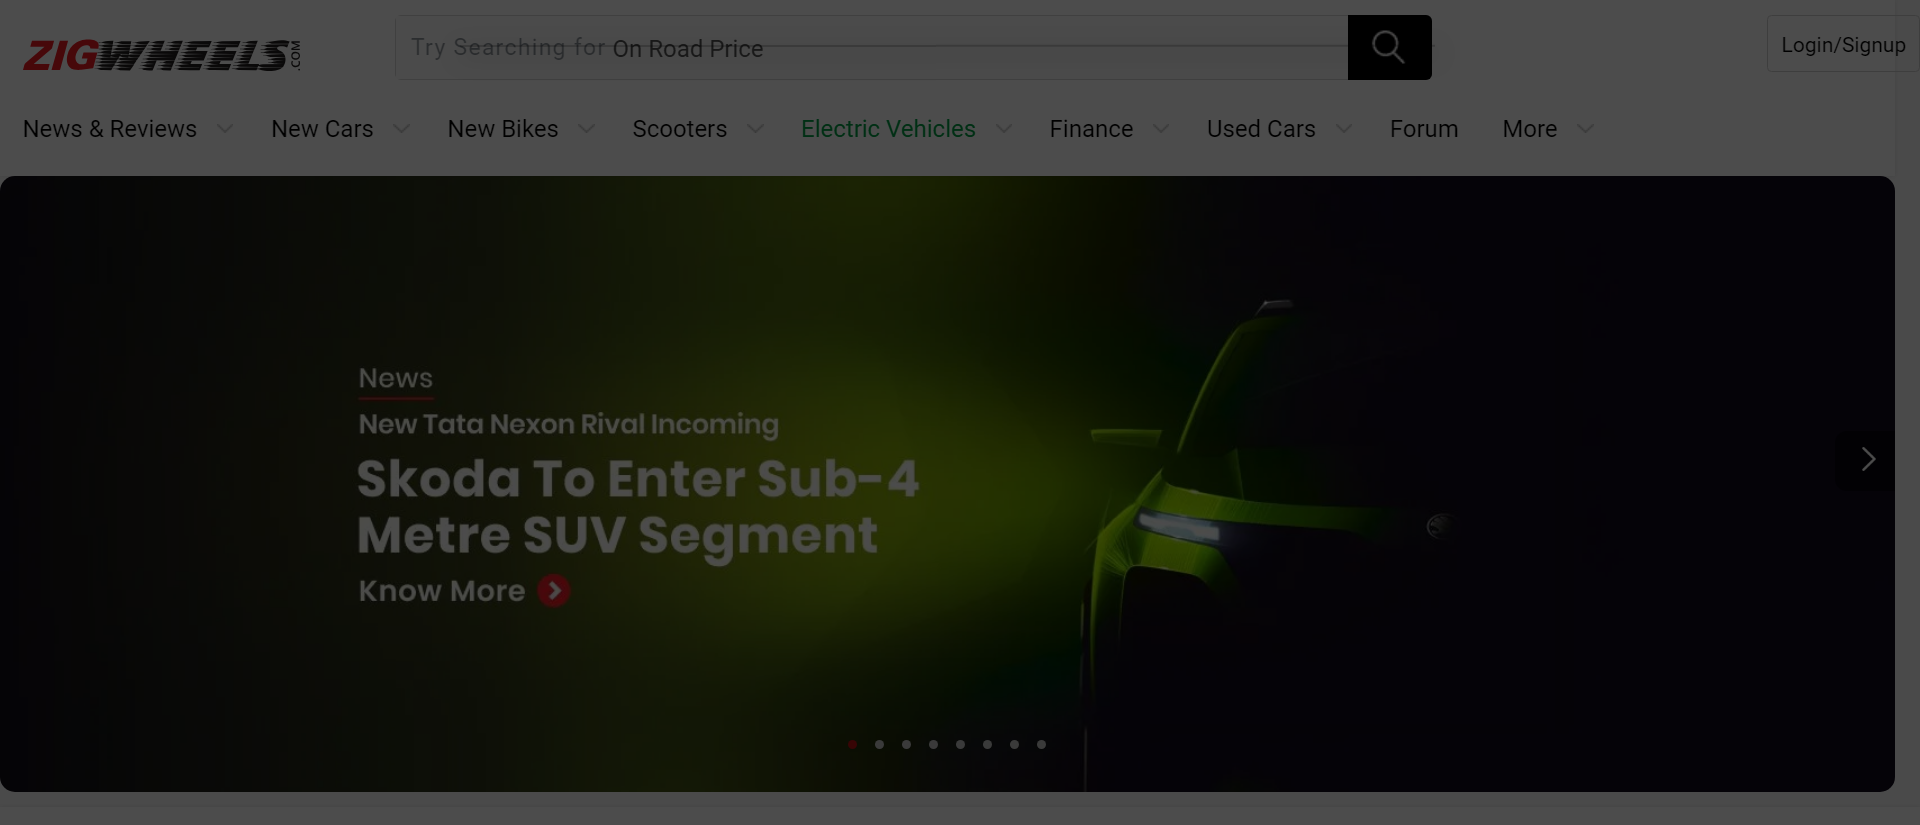 ZIGWHEELS.COM
Try Searching for On Road Price
Login/Signup
News & Reviews
New Cars
New Bikes
Scooters
Electric Vehicles
Finance
Used Cars
Forum
More
News
New Tata Nexon Rival Incoming
Skoda To Enter Sub-4
Metre SUV Segment
Know More